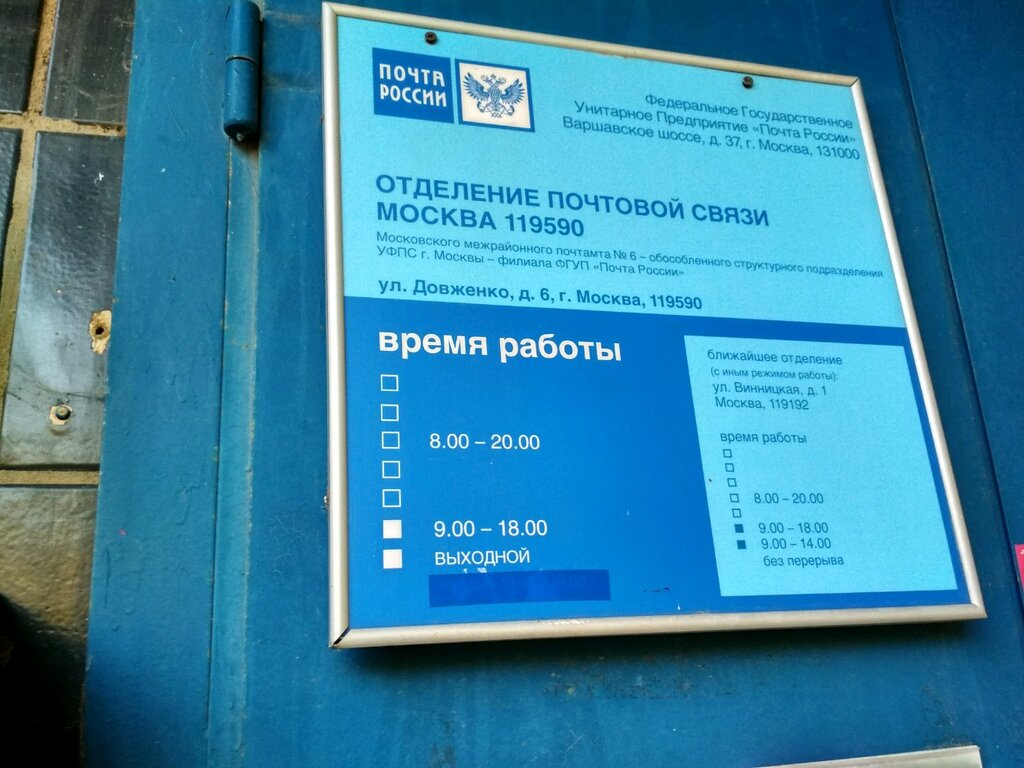 ПОЧТА
РОССИИ
Федеральное Государственное
Унитарное Предприятие «Почта России»
Варшавское шоссе, д. 37, г. Москва, 131000
ОТДЕЛЕНИЕ ПОЧТОВОЙ СВЯЗИ
МОСКВА 119590
Московского межрайонного почтамта № 6 – обособленного структурного подразделения
УФПС г. Москвы – филиала ФГУП «Почта России»
ул. Довженко, д. 6, г. Москва, 119590
время работы
8.00 – 20.00
9.00 – 18.00
ВЫХОДНОЙ
ближайшее отделение
(с иным режимом работы):
ул. Винницкая, д. 1
Москва, 119192
время работы
8.00 – 20.00
9.00 – 18.00
9.00 – 14.00
без перерыва